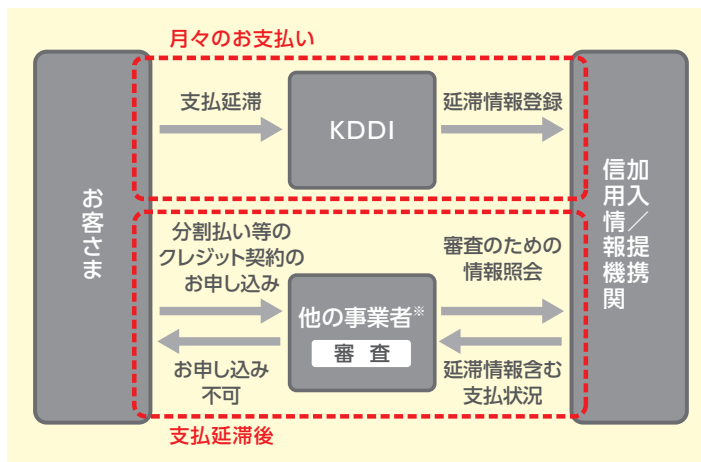 月々のお支払い
お客さま
支払延滞
KDDI
延滞情報登録
加入／提携
信用情報機関
分割払い等の
クレジット契約の
お申し込み
他の事業者※
審 査
審査のための
情報照会
お申し込み
不可
延滞情報含む
支払状況
支払延滞後